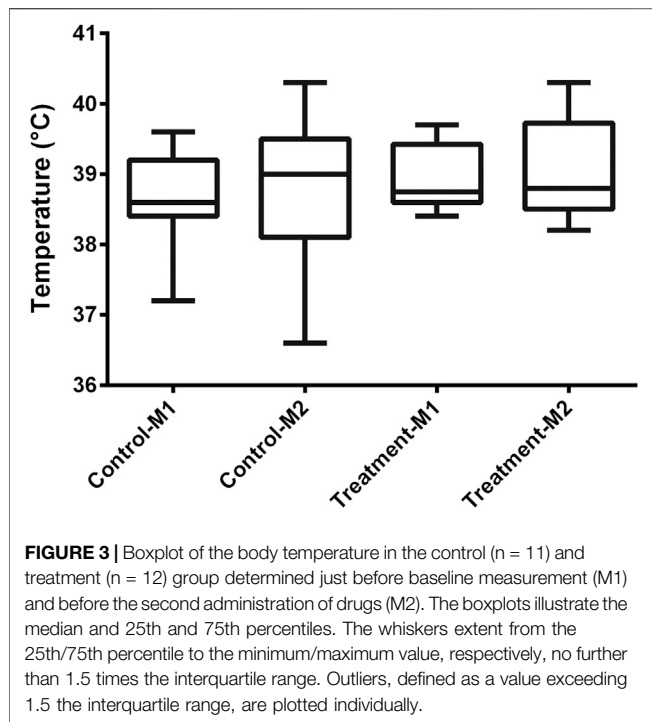 41
40
39
38
37
36
Temperature (°C)
Control-M1
Control-M2
Treatment-M1
Treatment-M2
FIGURE 3 | Boxplot of the body temperature in the control (n = 11) and
treatment (n = 12) group determined just before baseline measurement (M1)
and before the second administration of drugs (M2). The boxplots illustrate the
median and 25th and 75th percentiles. The whiskers extent from the
25th/75th percentile to the minimum/maximum value, respectively, no further
than 1.5 times the interquartile range. Outliers, defined as a value exceeding
1.5 the interquartile range, are plotted individually.